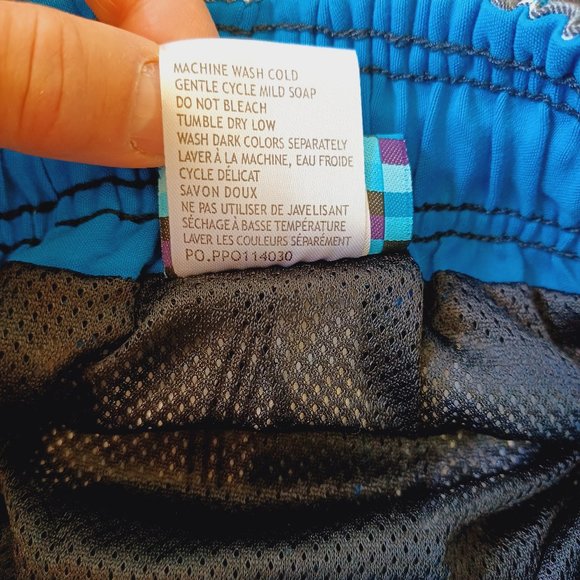 MACHINE WASH COLD
GENTLE CYCLE MILD SOAP
DO NOT BLEACH
TUMBLE DRY LOW
WASH DARK COLORS SEPARATELY
LAVER À LA MACHINE, EAU FROIDE
CYCLE DÉLICAT
SAVON DOUX
NE PAS UTILISER DE JAVELISANT
SÉCHAGE À BASSE TEMPÉRATURE
LAVER LES COULEURS SÉPARÉMENT
PO.PPO114030